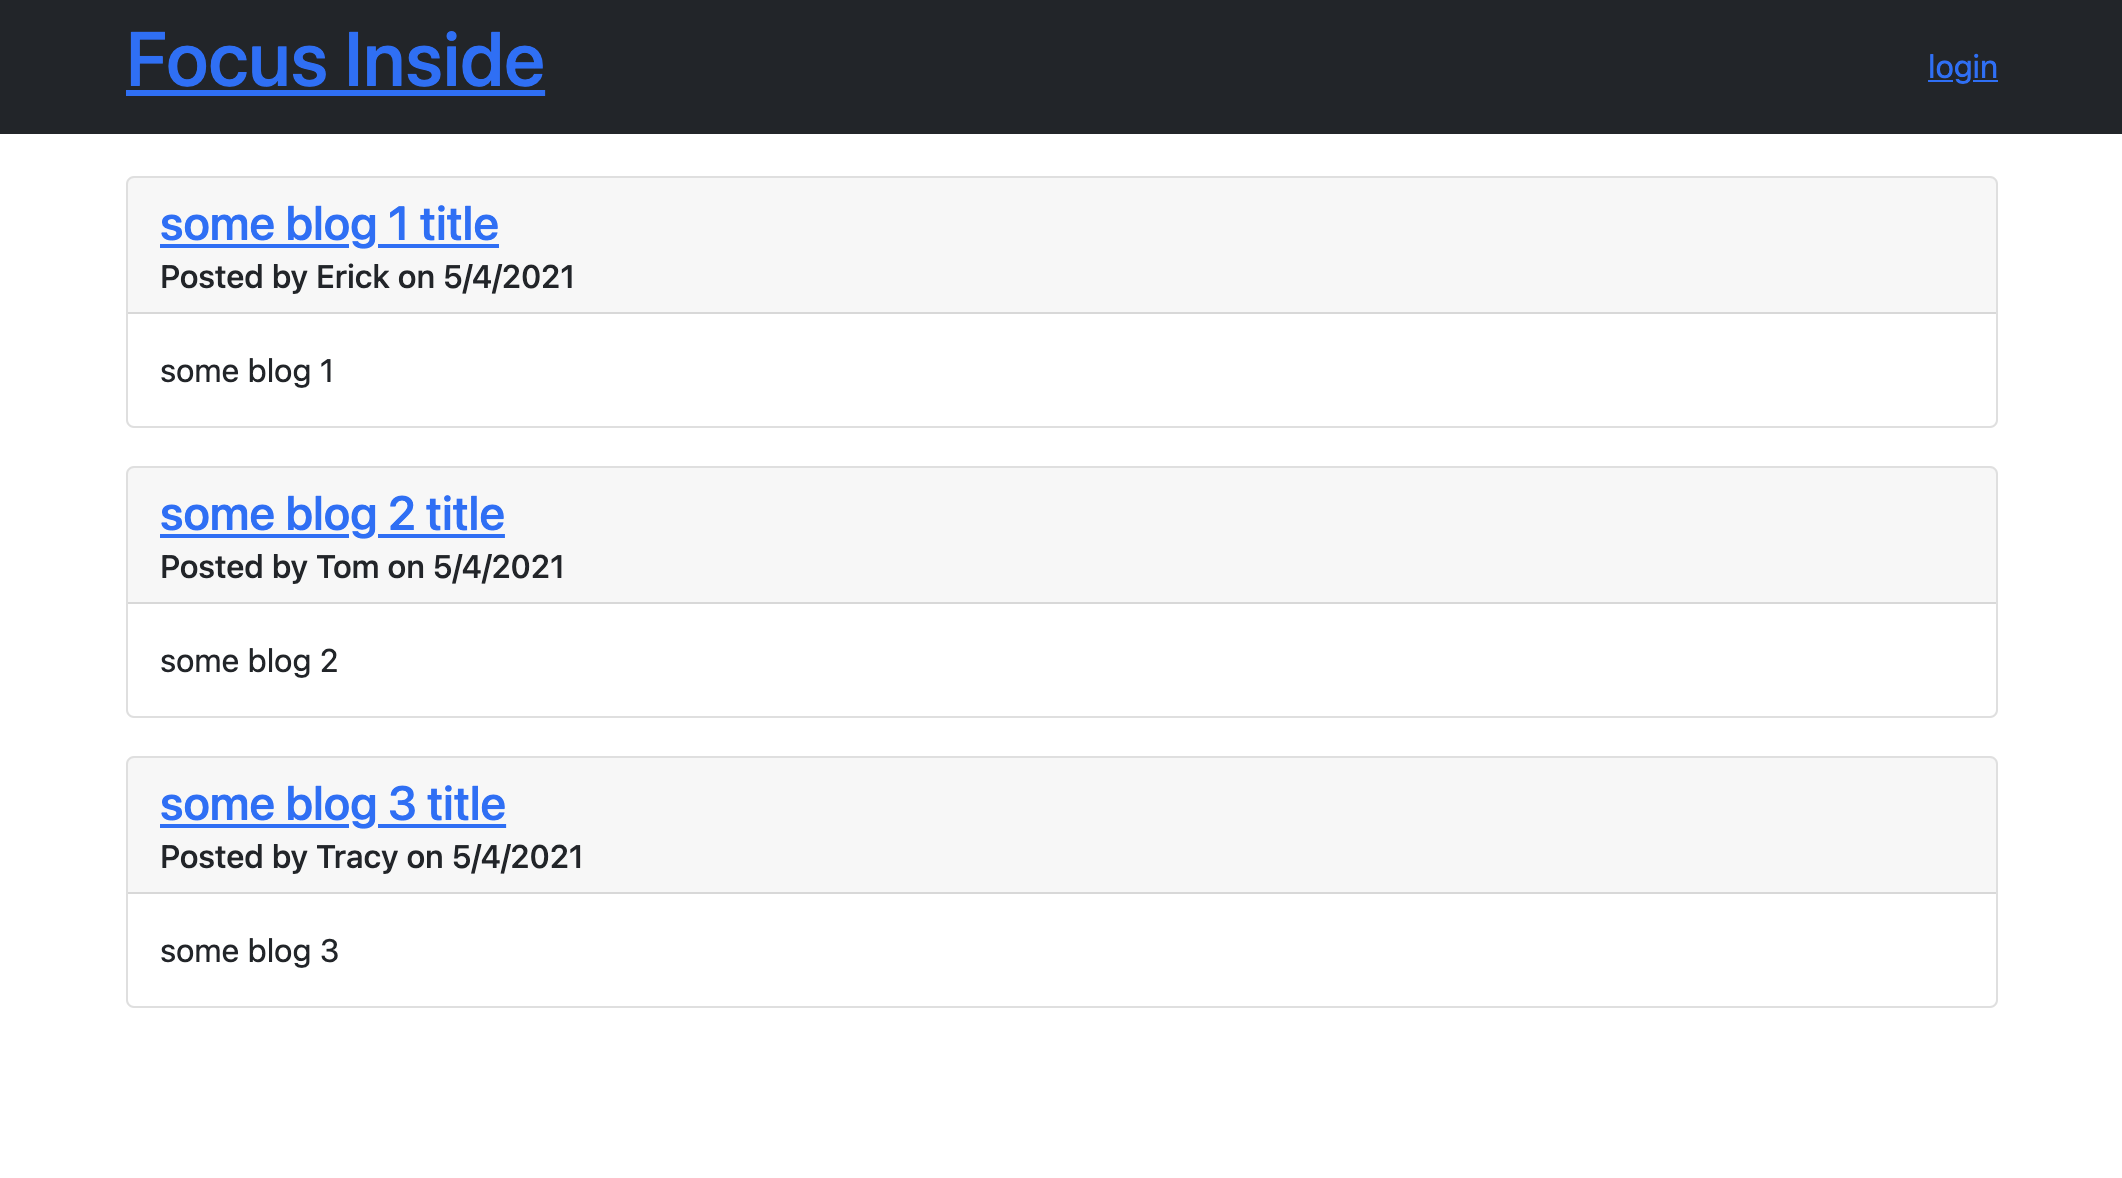 Focus Inside
login
some blog 1 title
Posted by Erick on 5/4/2021
some blog 1
some blog 2 title
Posted by Tom on 5/4/2021
some blog 2
some blog 3 title
Posted by Tracy on 5/4/2021
some blog 3